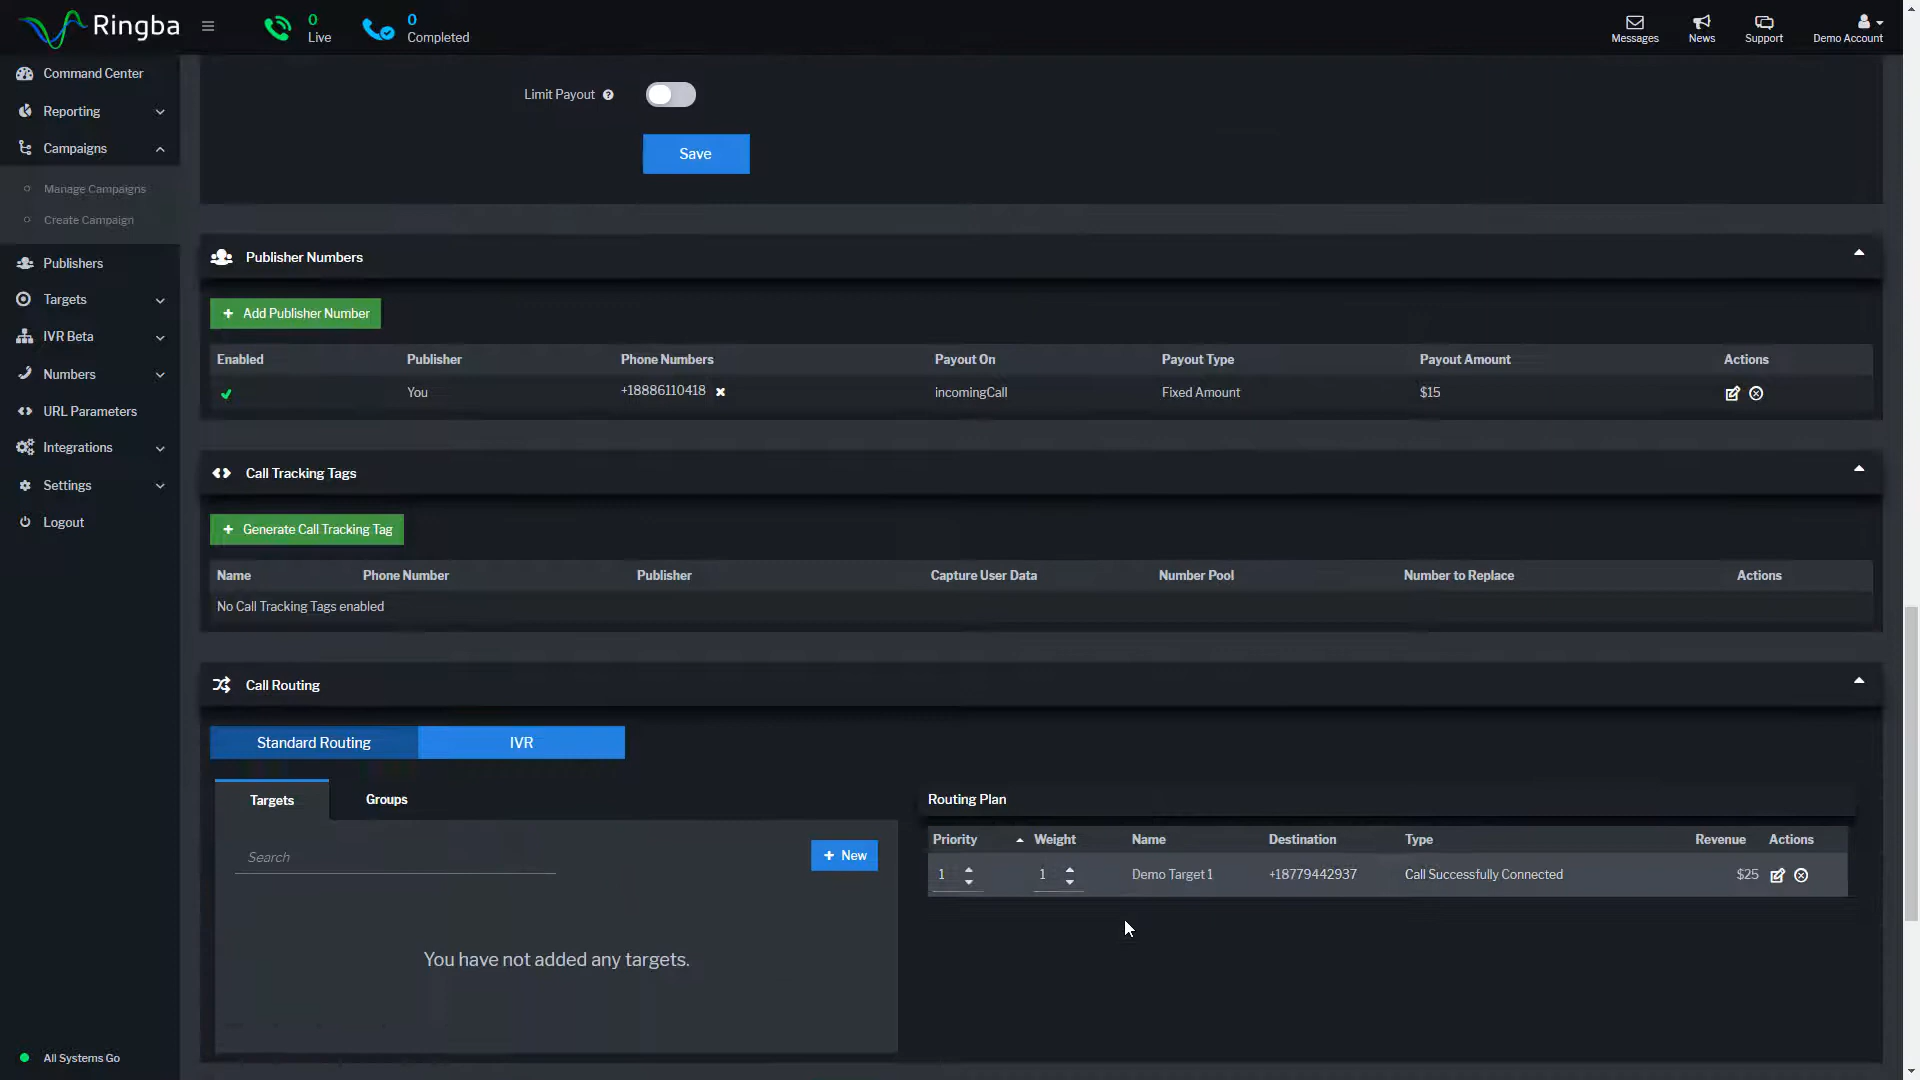 Ringba
0
Live
0
Completed
Messages
News
Support
Demo Account
Command Center
Reporting
Campaigns
Manage Campaigns
Create Campaign
Publishers
Targets
IVR Beta
Numbers
URL Parameters
Integrations
Settings
Logout
All Systems Go
Limit Payout
Save
Publisher Numbers
+ Add Publisher Number
Enabled Publisher Phone Numbers Payout On Payout Type Payout Amount Actions
You +18886110418 incomingCall Fixed Amount $15
Call Tracking Tags
+ Generate Call Tracking Tag
Name Phone Number Publisher Capture User Data Number Pool Number to Replace Actions
No Call Tracking Tags enabled
Call Routing
Standard Routing IVR
Targets Groups
Search
+ New
You have not added any targets.
Routing Plan
Priority Weight Name Destination Type Revenue Actions
1 1 Demo Target 1 +18779442937 Call Successfully Connected $25